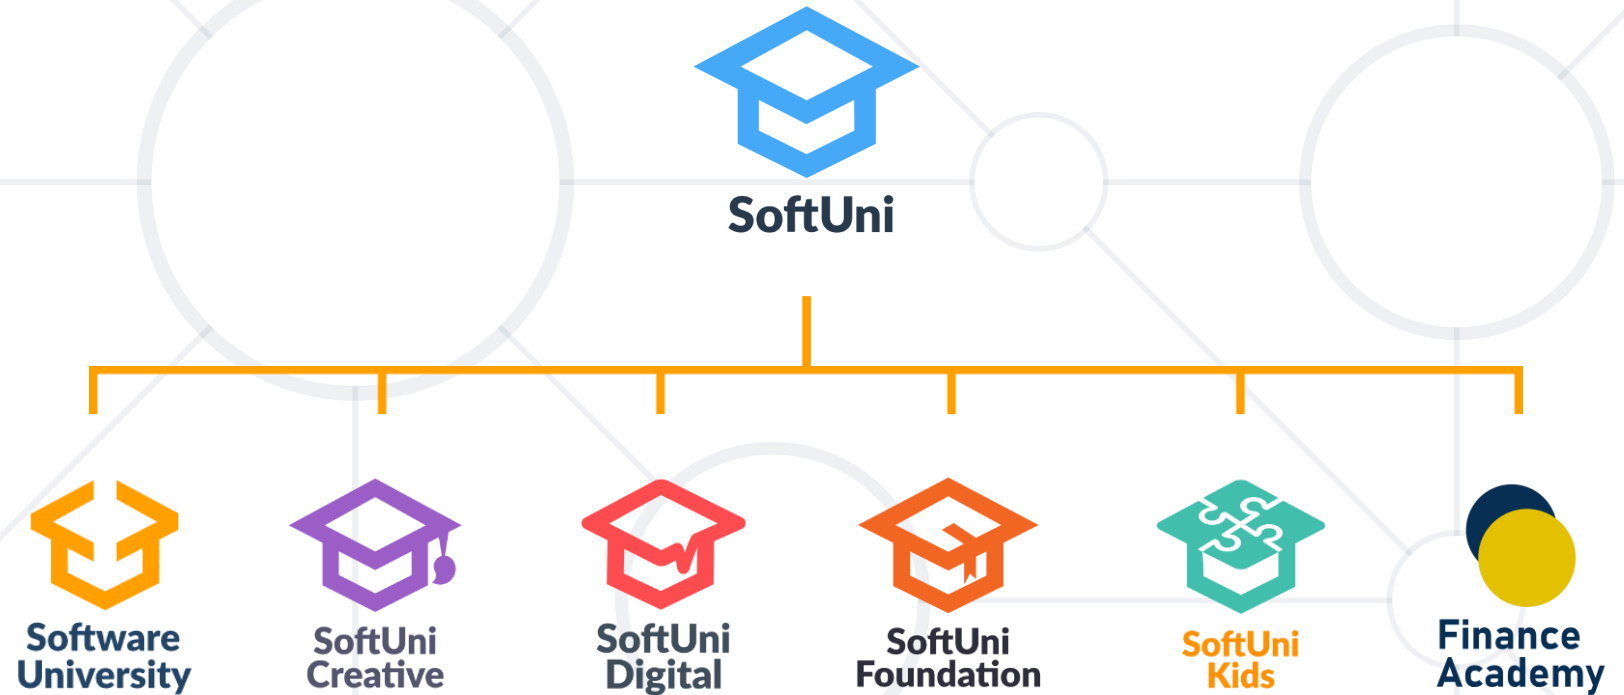 SoftUni
Software
University
SoftUni
Creative
SoftUni
Digital
SoftUni
Foundation
SoftUni
Kids
Finance
Academy